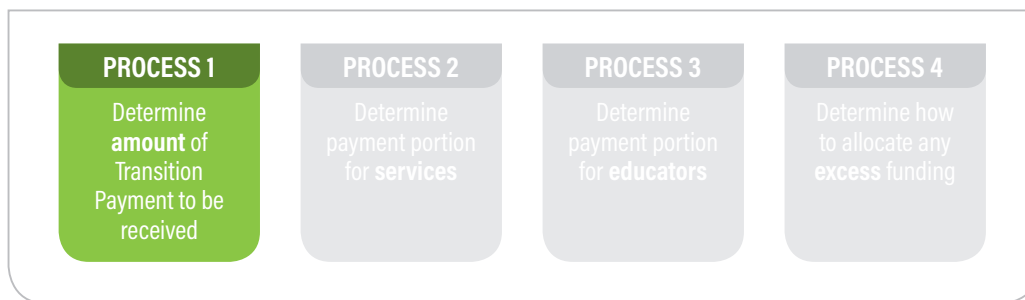 PROCESS 1
Determine
amount of
Transition
Payment to be
received
PROCESS 2
Determine
payment portion
for services
PROCESS 3
Determine
payment portion
for educators
PROCESS 4
Determine how
to allocate any
excess funding